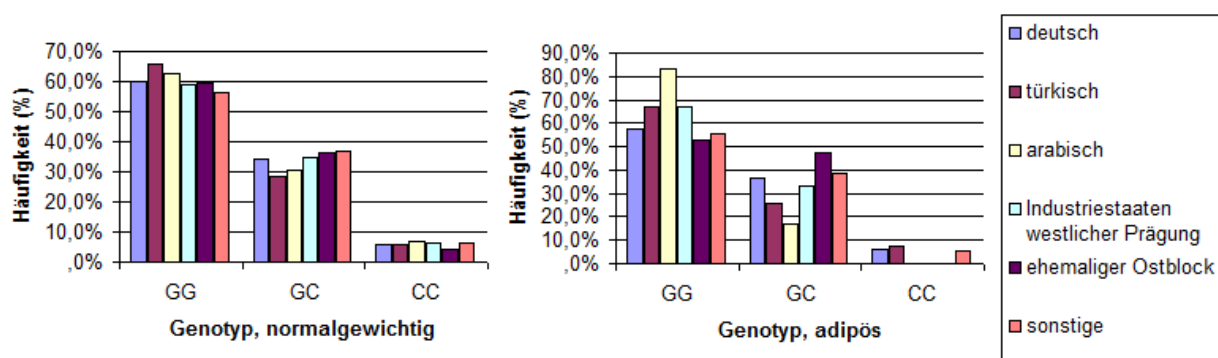 70,0%
60,0%
50,0%
40,0%
30,0%
20,0%
10,0%
,0%
Häufigkeit (%)
GG GC CC
Genotyp, normalgewichtig
90,0%
80,0%
70,0%
60,0%
50,0%
40,0%
30,0%
20,0%
10,0%
,0%
Häufigkeit (%)
GG GC CC
Genotyp, adipös
deutsch
türkisch
arabisch
Industriestaaten
westlicher Prägung
ehemaliger Ostblock
sonstige